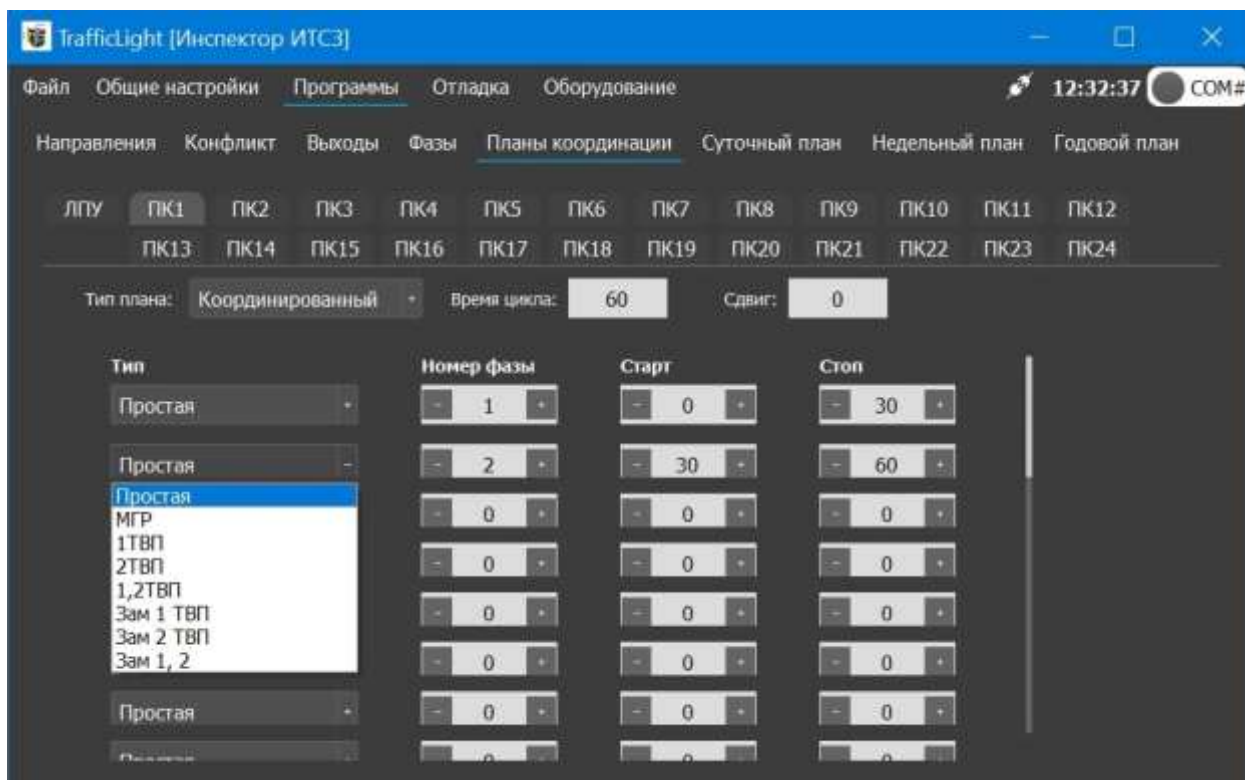 TrafficLight [Инспектор ИТС3]
Файл Общие настройки Программы Отладка Оборудование 12:32:37 COM#
Направления Конфликт Выходы Фазы Планы координации Суточный план Недельный план Годовой план
ЛПУ ПК1 ПК2 ПК3 ПК4 ПК5 ПК6 ПК7 ПК8 ПК9 ПК10 ПК11 ПК12
ПК13 ПК14 ПК15 ПК16 ПК17 ПК18 ПК19 ПК20 ПК21 ПК22 ПК23 ПК24
Тип плана: Координированный Время цикла: 60 Сдвиг: 0
Тип Номер фазы Старт Стоп
Простая - 1 + - 0 + - 30 +
Простая - 2 + - 30 + - 60 +
Простая
МГР
1ТВП
2ТВП
1,2ТВП
Зам 1 ТВП
Зам 2 ТВП
Зам 1, 2
- 0 + - 0 + - 0 +
- 0 + - 0 + - 0 +
- 0 + - 0 + - 0 +
- 0 + - 0 + - 0 +
Простая - 0 + - 0 + - 0 +